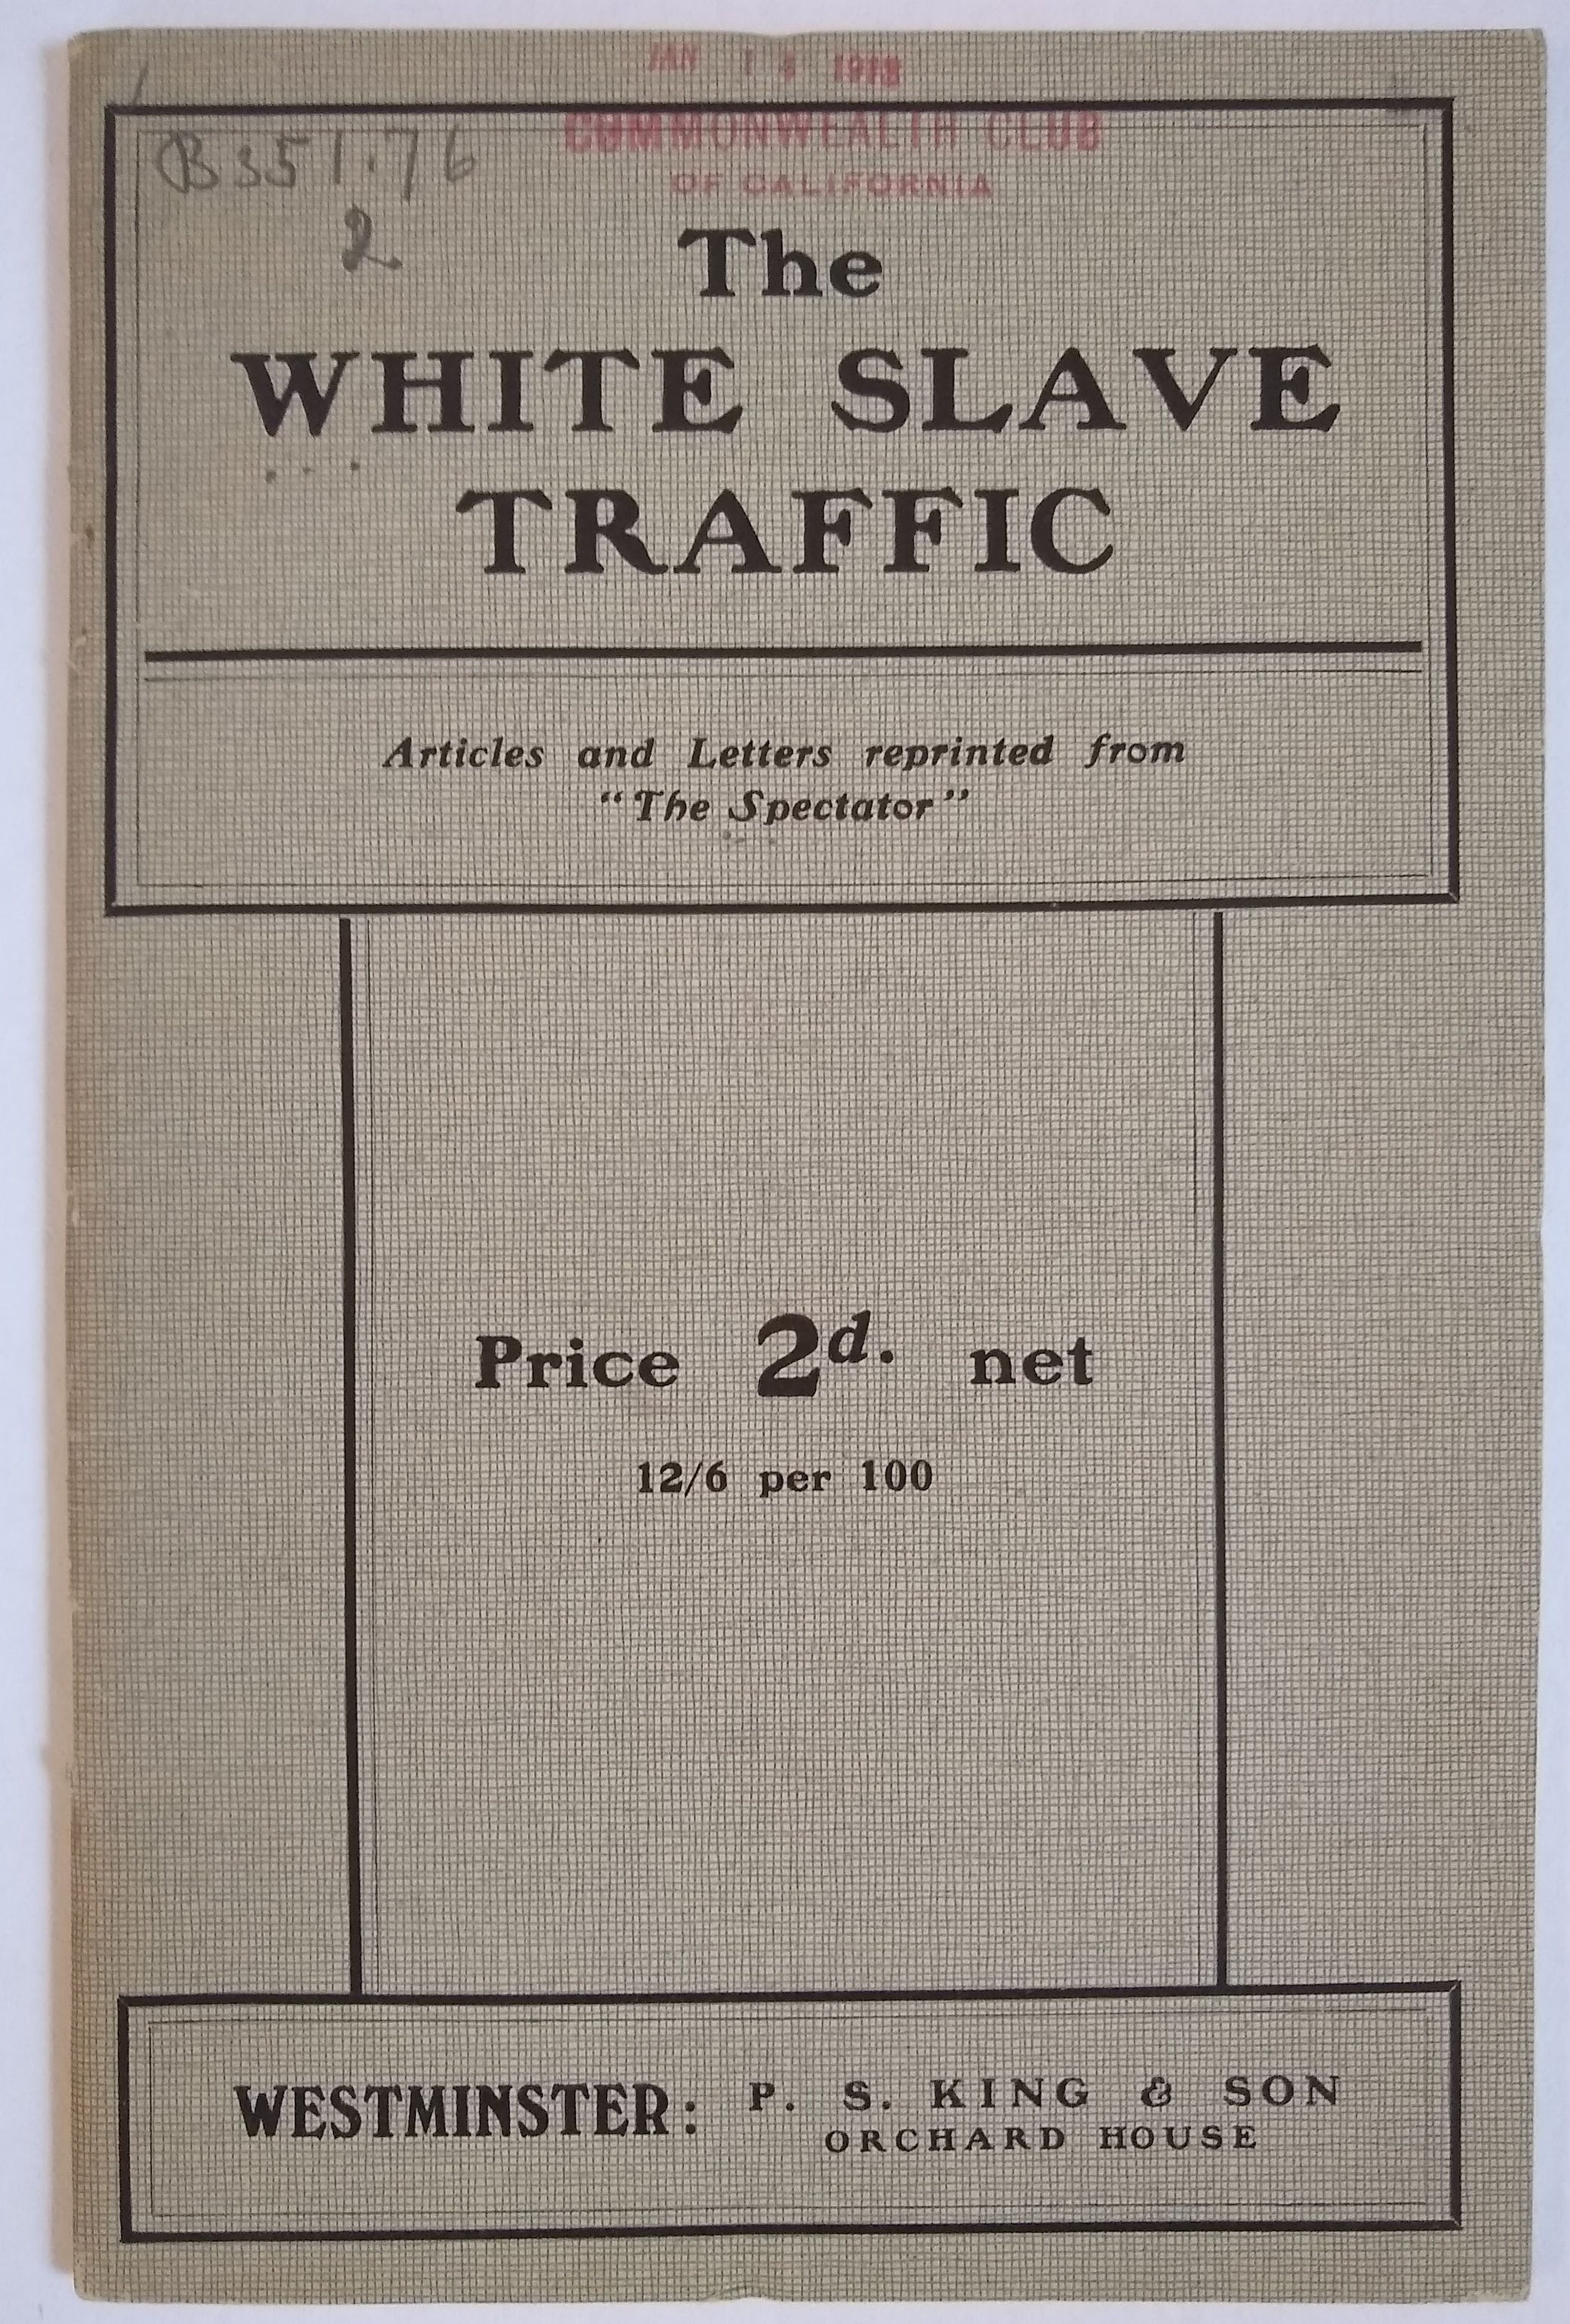 JAN 14
COMMONWEALTH CLUB
OF CALIFORNIA
B351.76
2
The
WHITE SLAVE
TRAFFIC
Articles and Letters reprinted from
"The Spectator"
Price 2d. net
12/6 per 100
WESTMINSTER: P. S. KING & SON
ORCHARD HOUSE